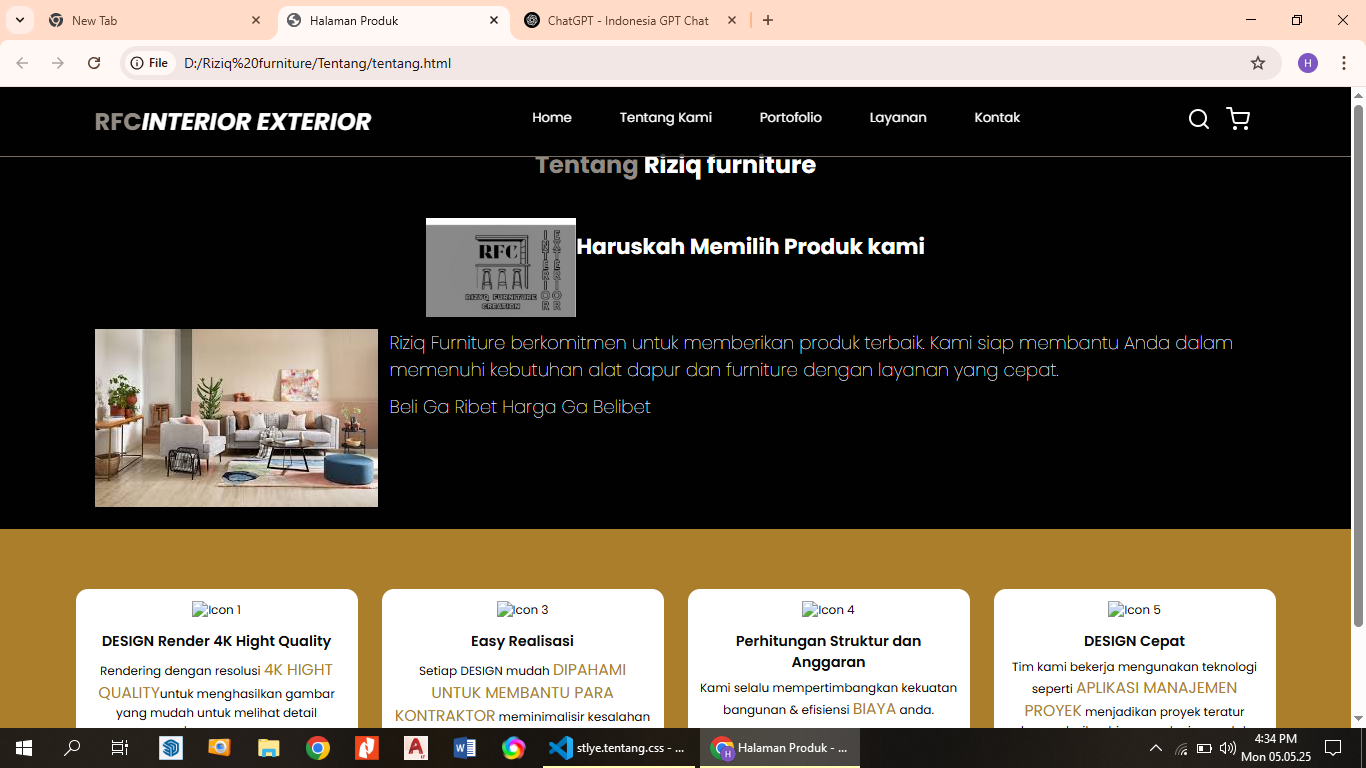 New Tab
Halaman Produk
ChatGPT - Indonesia GPT Chat
File
D:/Riziq%20furniture/Tentang/tentang.html
H
RFCINTERIOR EXTERIOR
Home
Tentang Kami
Portofolio
Layanan
Kontak
Tentang Riziq furniture
RFC
RIZYQ FURNITURE
CREATION
INTERIOR
EXTERIOR
Haruskah Memilih Produk kami
Riziq Furniture berkomitmen untuk memberikan produk terbaik. Kami siap membantu Anda dalam
memenuhi kebutuhan alat dapur dan furniture dengan layanan yang cepat.
Beli Ga Ribet Harga Ga Belibet
Icon 1
DESIGN Render 4K Hight Quality
Rendering dengan resolusi 4K HIGHT
QUALITYuntuk menghasilkan gambar
yang mudah untuk melihat detail
Icon 3
Easy Realisasi
Setiap DESIGN mudah DIPAHAMI
UNTUK MEMBANTU PARA
KONTRAKTOR meminimalisir kesalahan
Icon 4
Perhitungan Struktur dan
Anggaran
Kami selalu mempertimbangkan kekuatan
bangunan & efisiensi BIAYA anda.
Icon 5
DESIGN Cepat
Tim kami bekerja mengunakan teknologi
seperti APLIKASI MANAJEMEN
PROYEK menjadikan proyek teratur
stlye.tentang.css - ...
Halaman Produk - ...
4:34 PM
Mon 05.05.25